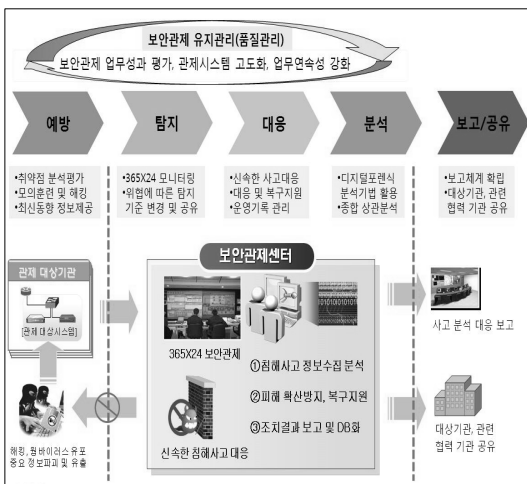 보안관제 유지관리(품질관리)
보안관제 업무성과 평가, 관제시스템 고도화, 업무연속성 강화
예방
탐지
대응
분석
보고/공유
•취약점 분석평가
•모의훈련 및 해킹
•최신동향 정보제공
•365X24 모니터링
•위협에 따른 탐지
기준 변경 및 공유
•신속한 사고대응
•대응 및 복구지원
•운영기록 관리
•디지털포렌식
분석기법 활용
•종합 상관분석
•보고체계 확립
•대상기관, 관련
협력 기관 공유
관제 대상기관
[관제 대상시스템]
해킹, 웜바이러스 유포
중요 정보파괴 및 유출
보안관제센터
365X24 보안관제
신속한 침해사고 대응
①침해사고 정보수집 분석
②피해 확산방지, 복구지원
③조치결과 보고 및 DB화
사고 분석 대응 보고
대상기관, 관련
협력 기관 공유